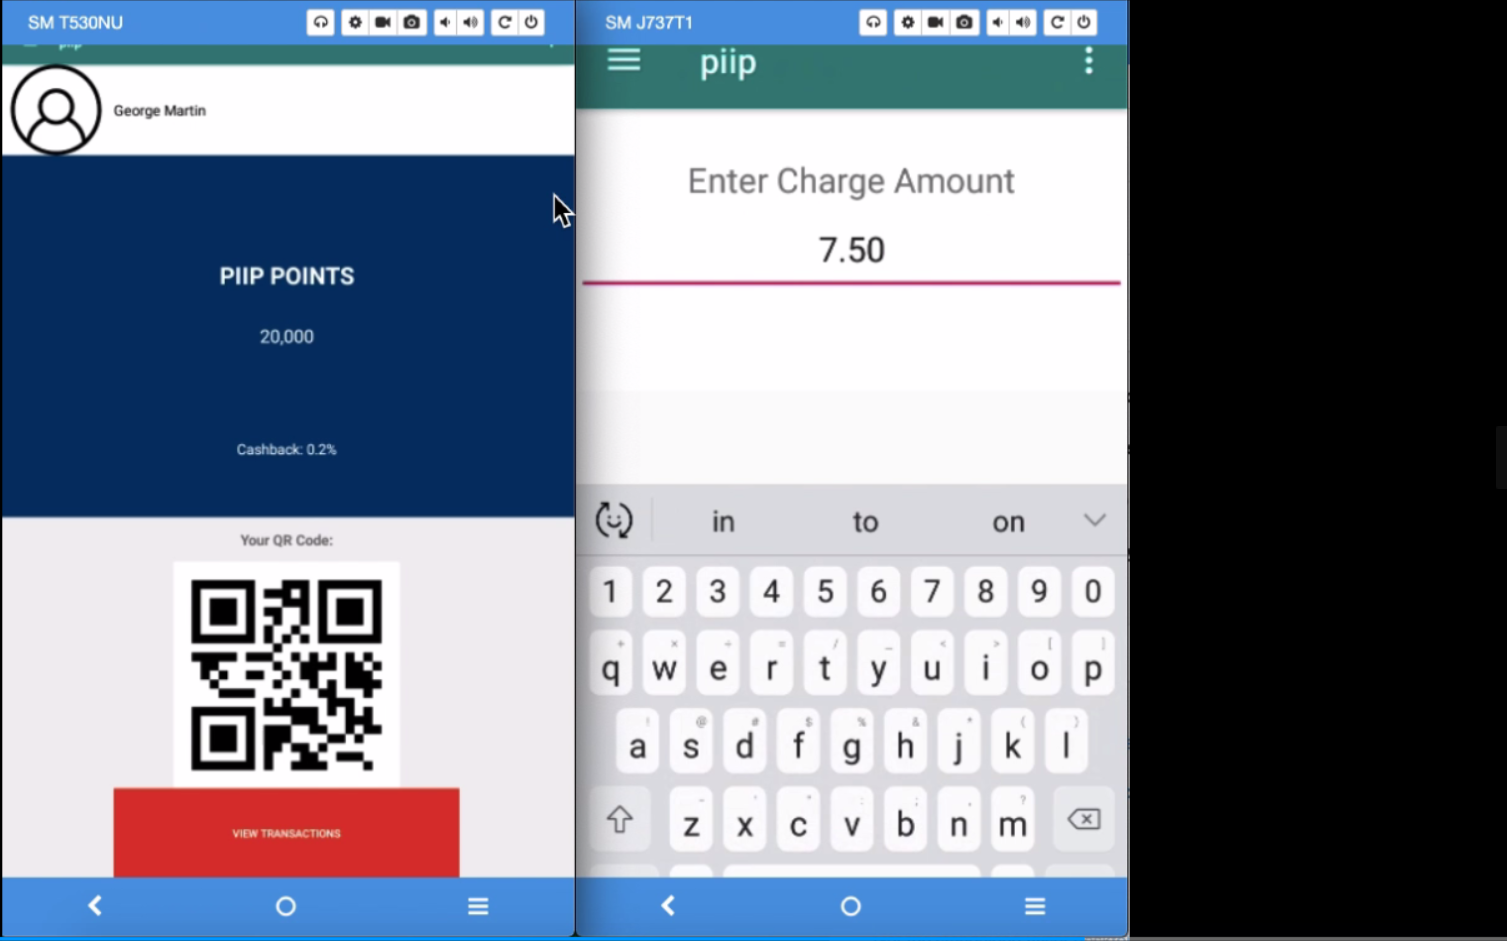 SM T530NU
George Martin
PIIP POINTS
20,000
Cashback: 0.2%
Your QR Code:
VIEW TRANSACTIONS
SM J737T1
piip
Enter Charge Amount
7.50
in to on
1 2 3 4 5 6 7 8 9 0
q w e r t y u i o p
a s d f g h j k l
z x c v b n m